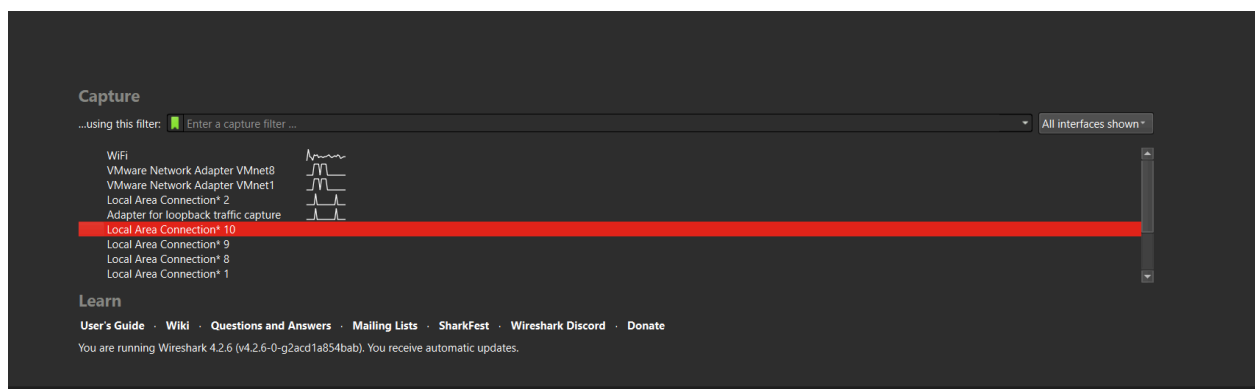 Capture
...using this filter: Enter a capture filter ... All interfaces shown
WiFi
VMware Network Adapter VMnet8
VMware Network Adapter VMnet1
Local Area Connection* 2
Adapter for loopback traffic capture
Local Area Connection* 10
Local Area Connection* 9
Local Area Connection* 8
Local Area Connection* 1
Learn
User's Guide · Wiki · Questions and Answers · Mailing Lists · SharkFest · Wireshark Discord · Donate
You are running Wireshark 4.2.6 (v4.2.6-0-g2acd1a854bab). You receive automatic updates.